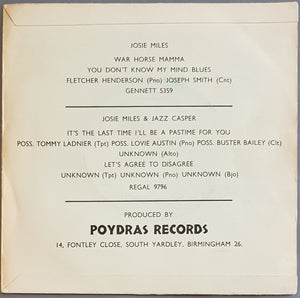 JOSIE MILES
WAR HORSE MAMMA
YOU DON'T KNOW MY MIND BLUES
FLETCHER HENDERSON (Pno) JOSEPH SMITH (Cnt)
GENNETT 5359
JOSIE MILES & JAZZ CASPER
IT'S THE LAST TIME I'LL BE A PASTIME FOR YOU
POSS. TOMMY LADNIER (Tpt) POSS. LOVIE AUSTIN (Pno) POSS. BUSTER BAILEY (Clt)
UNKNOWN (Alto)
LET'S AGREE TO DISAGREE
UNKNOWN (Tpt) UNKNOWN (Pno) UNKNOWN (Bjo)
REGAL 9796
PRODUCED BY
POYDRAS RECORDS
14, FONTLEY CLOSE, SOUTH YARDLEY, BIRMINGHAM 26.